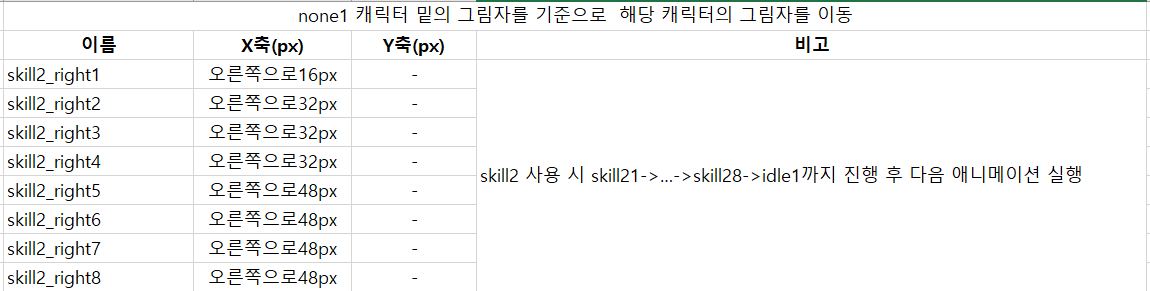 none1 캐릭터 밑의 그림자를 기준으로 해당 캐릭터의 그림자를 이동
이름 X축(px) Y축(px) 비고
skill2_right1 오른쪽으로16px -
skill2_right2 오른쪽으로32px -
skill2_right3 오른쪽으로32px -
skill2_right4 오른쪽으로32px -
skill2 사용 시 skill21->...->skill28->idle1까지 진행 후 다음 애니메이션 실행
skill2_right5 오른쪽으로48px -
skill2_right6 오른쪽으로48px -
skill2_right7 오른쪽으로48px -
skill2_right8 오른쪽으로48px -